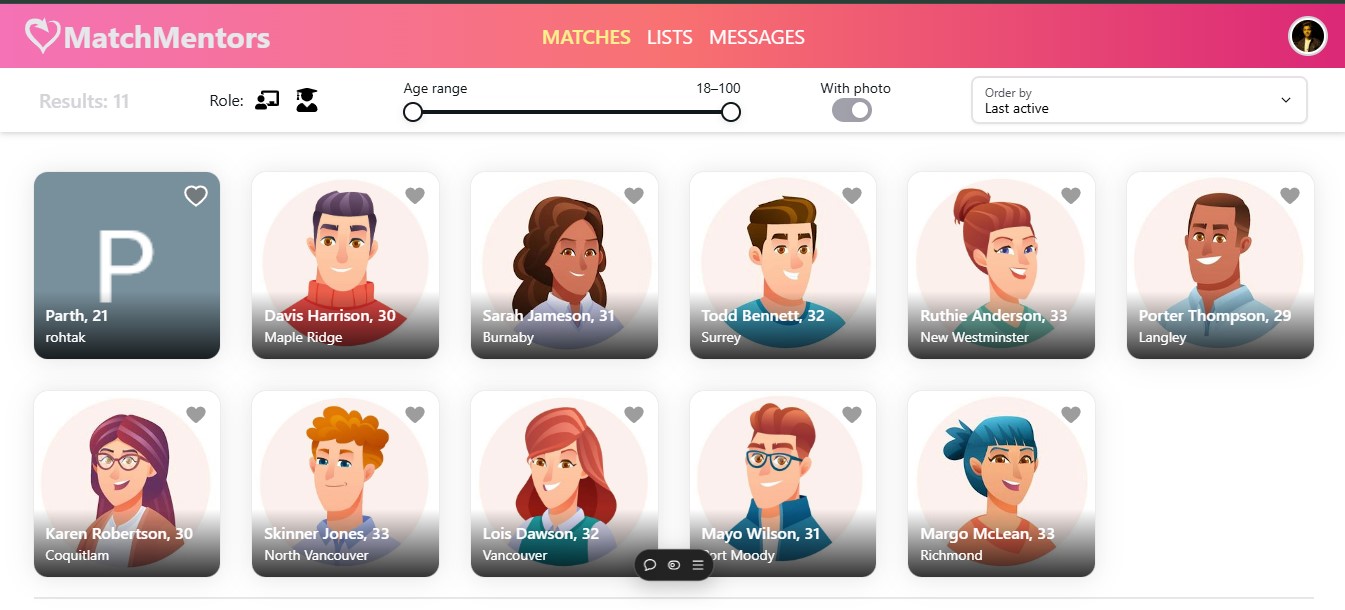 MatchMentors
MATCHES LISTS MESSAGES
Results: 11
Role:
Age range 18–100
With photo
Order by
Last active
P
Parth, 21
rohtak
Davis Harrison, 30
Maple Ridge
Sarah Jameson, 31
Burnaby
Todd Bennett, 32
Surrey
Ruthie Anderson, 33
New Westminster
Porter Thompson, 29
Langley
Karen Robertson, 30
Coquitlam
Skinner Jones, 33
North Vancouver
Lois Dawson, 32
Vancouver
Mayo Wilson, 31
Port Moody
Margo McLean, 33
Richmond